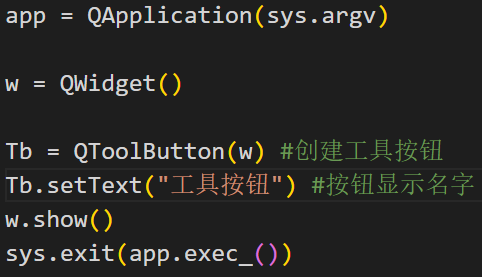 app = QApplication(sys.argv)
w = QWidget()
Tb = QToolButton(w) #创建工具按钮
Tb.setText("工具按钮") #按钮显示名字
w.show()
sys.exit(app.exec_())